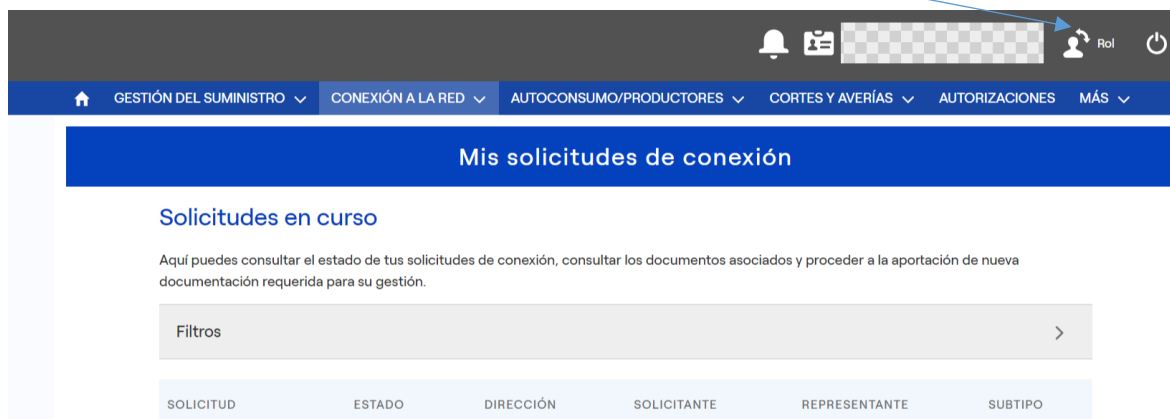 Rol
GESTIÓN DEL SUMINISTRO CONEXIÓN A LA RED AUTOCONSUMO/PRODUCTORES CORTES Y AVERÍAS AUTORIZACIONES MÁS
Mis solicitudes de conexión
Solicitudes en curso
Aquí puedes consultar el estado de tus solicitudes de conexión, consultar los documentos asociados y proceder a la aportación de nueva
documentación requerida para su gestión.
Filtros
SOLICITUD ESTADO DIRECCIÓN SOLICITANTE REPRESENTANTE SUBTIPO